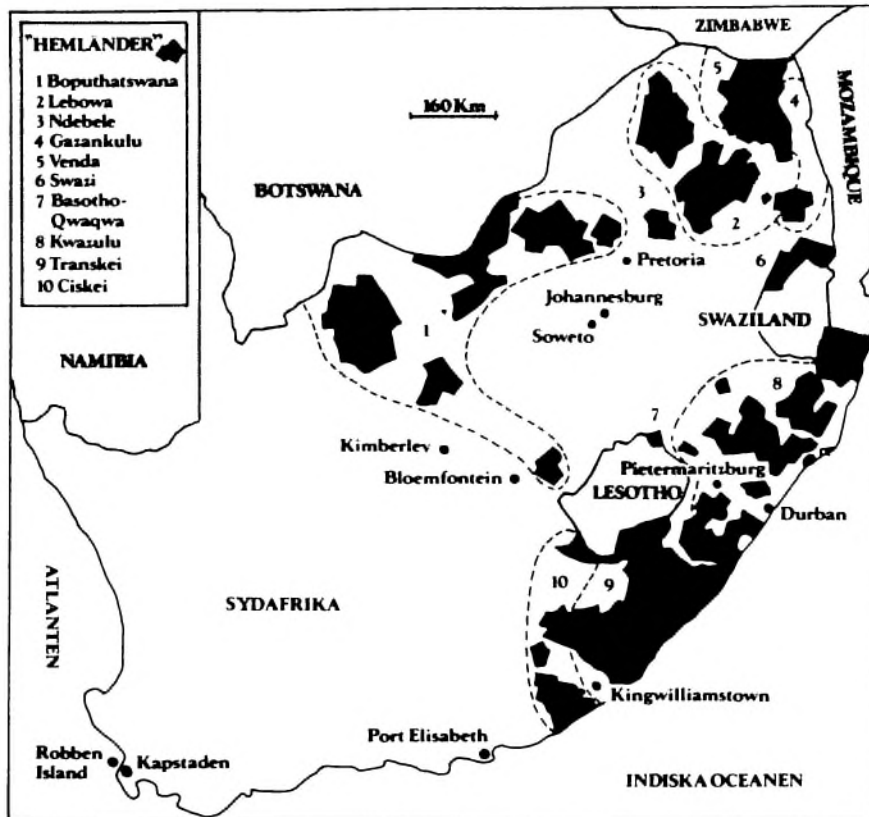 "HEMLÄNDER"
1 Boputhatswana
2 Lebowa
3 Ndebele
4 Gazankulu
5 Venda
6 Swazi
7 Basotho-
Qwaqwa
8 Kwazulu
9 Transkei
10 Ciskei
ZIMBABWE
MOZAMBIQUE
160 Km
BOTSWANA
NAMIBIA
5
4
3
2
Pretoria
6
Johannesburg
Soweto
SWAZILAND
1
8
7
Kimberley
Bloemfontein
Pietermaritzburg
LESOTHO
Durban
ATLANTEN
SYDAFRIKA
10
9
Kingwilliamstown
Port Elisabeth
Robben
Island
Kapstaden
INDISKA OCEANEN